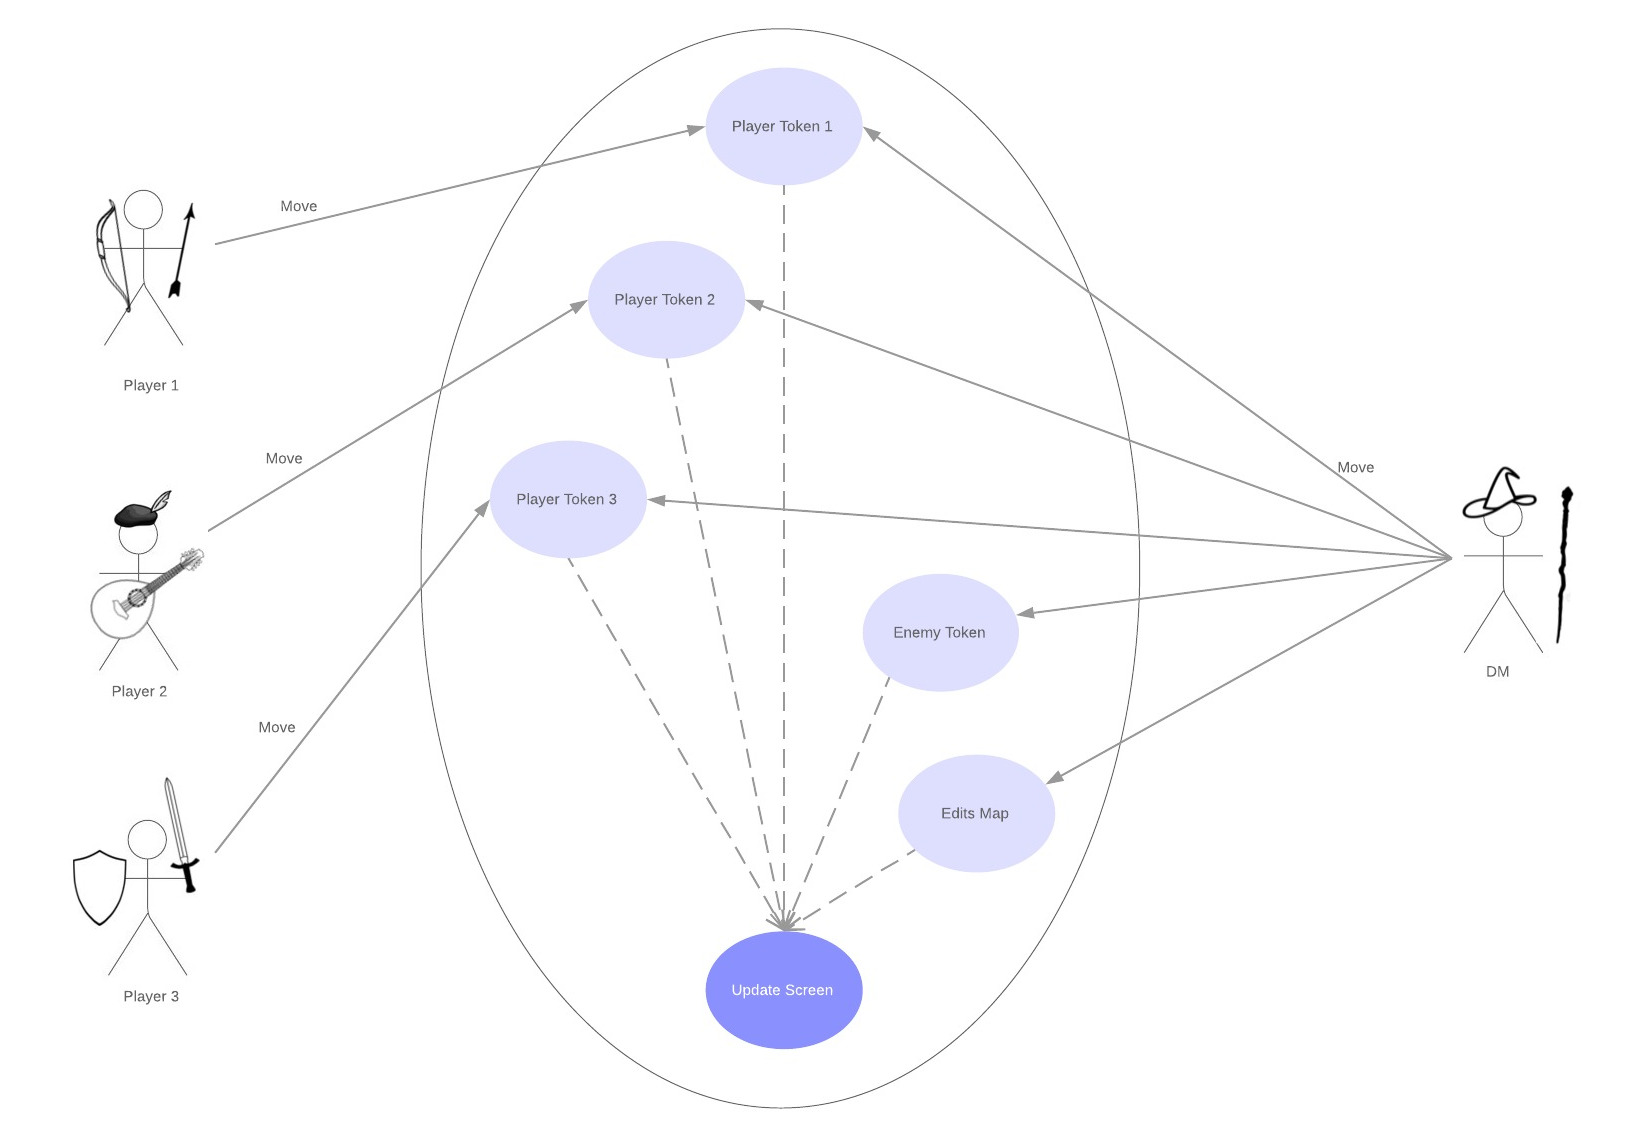 Player Token 1
Move
Player Token 2
Player 1
Move
Move
Player Token 3
Enemy Token
DM
Player 2
Move
Edits Map
Update Screen
Player 3